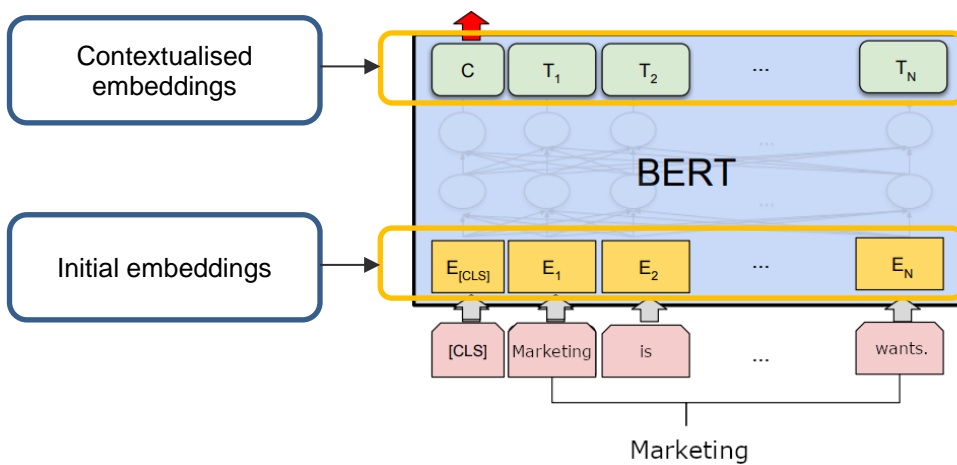 Contextualised
embeddings
C T1 T2 ... TN
...
BERT
...
Initial embeddings
E[CLS] E1 E2 ... EN
[CLS] Marketing is ... wants.
Marketing